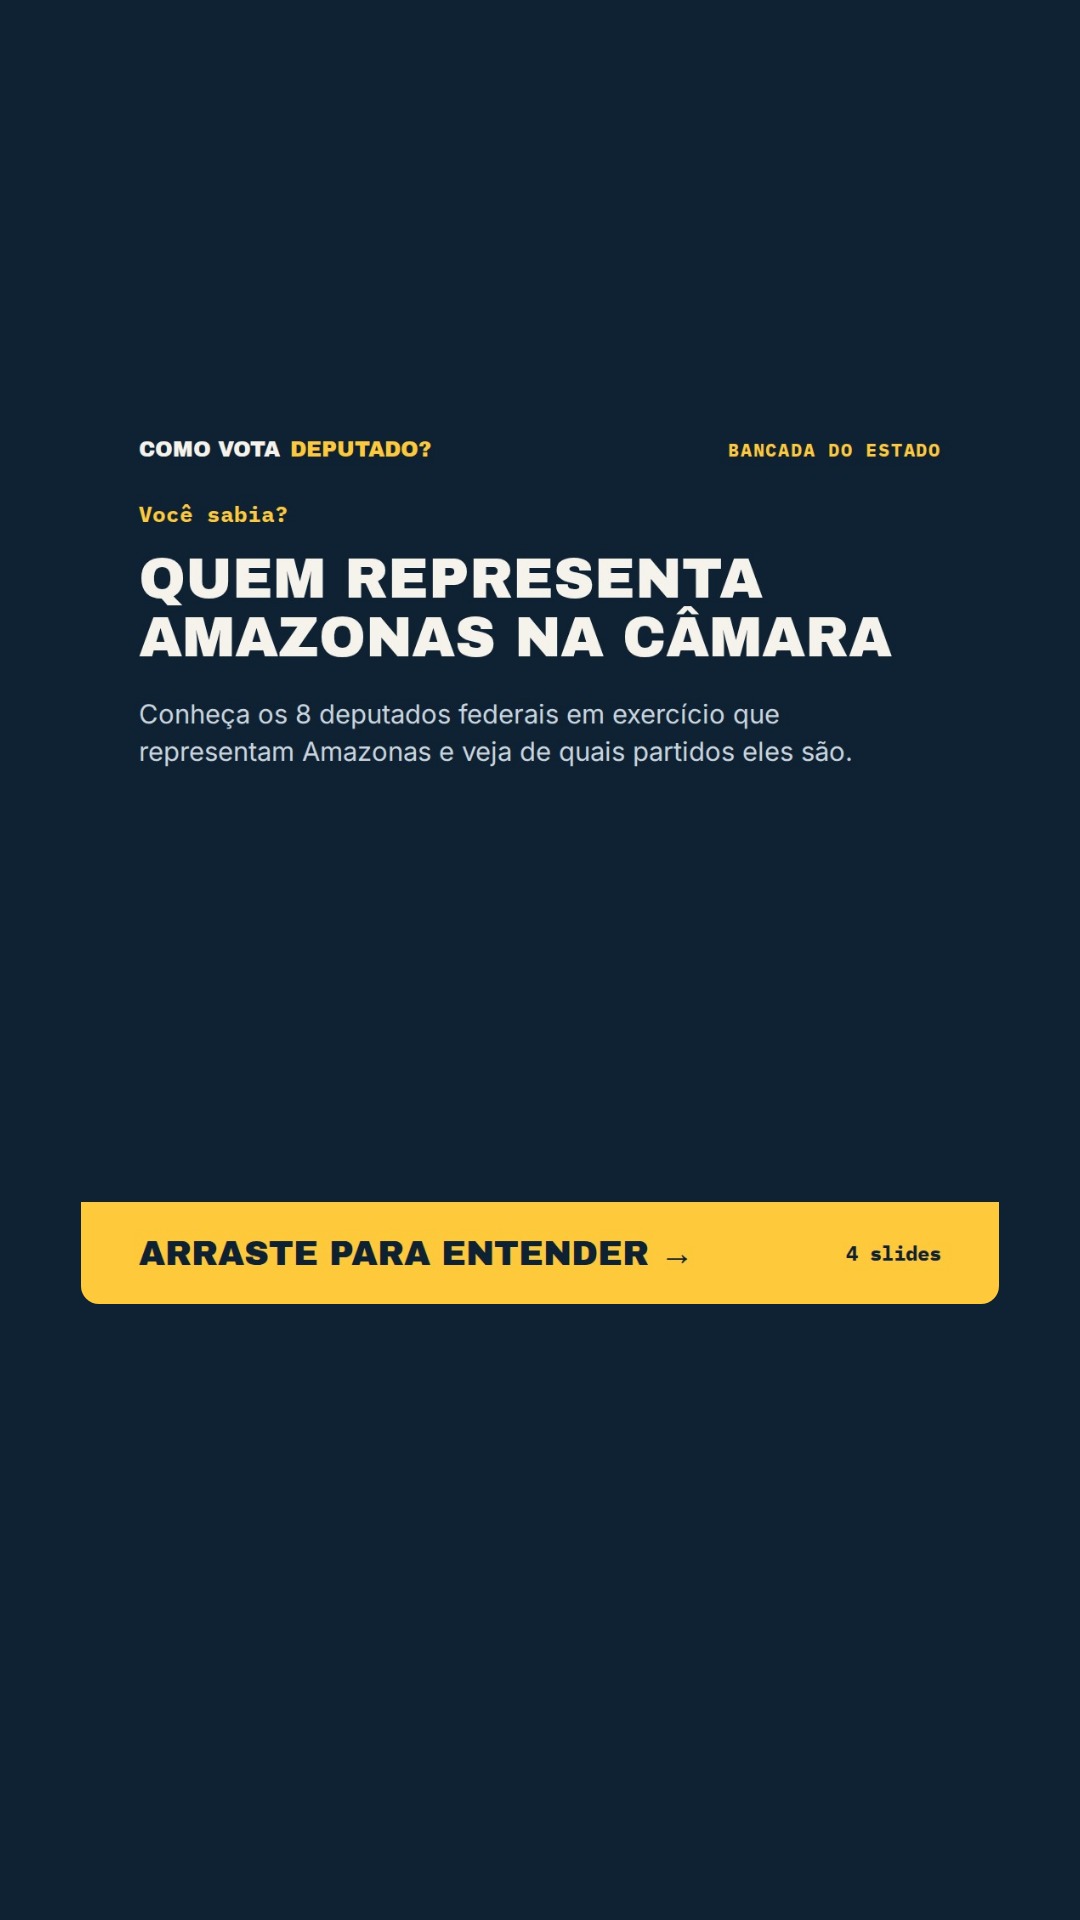 COMO VOTA DEPUTADO?
BANCADA DO ESTADO
Você sabia?
QUEM REPRESENTA
AMAZONAS NA CÂMARA
Conheça os 8 deputados federais em exercício que
representam Amazonas e veja de quais partidos eles são.
ARRASTE PARA ENTENDER →
4 slides